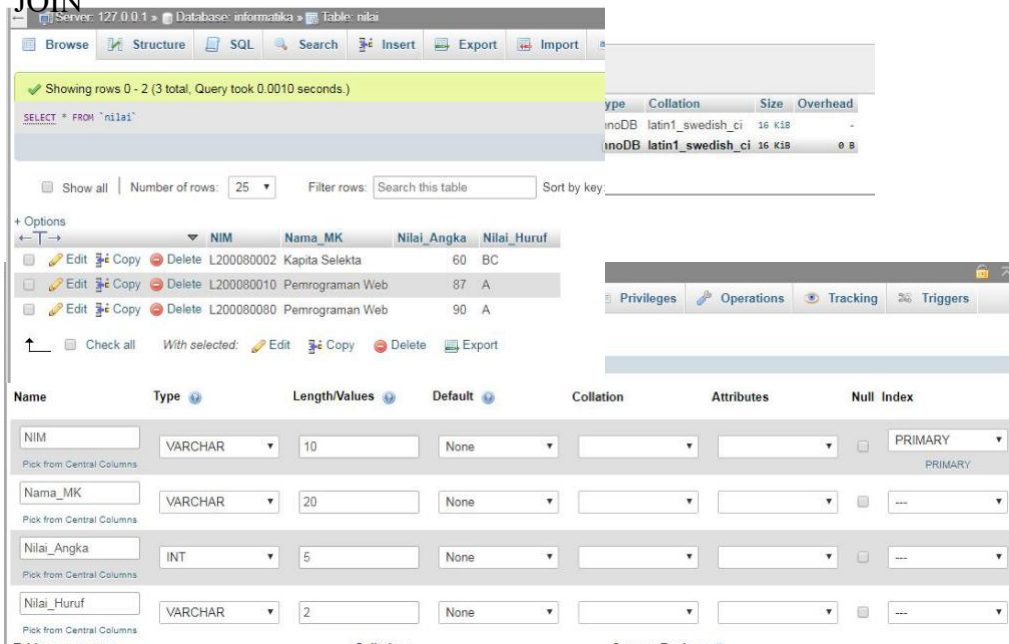 JOIN
Server: 127.0.0.1 » Database: informatika » Table: nilai
Browse Structure SQL Search Insert Export Import
Showing rows 0 - 2 (3 total, Query took 0.0010 seconds.)
SELECT * FROM `nilai`
Collation Size Overhead
latin1_swedish_ci 16 KiB -
latin1_swedish_ci 16 KiB 0 B
Show all Number of rows: 25 Filter rows: Search this table Sort by key:
+ Options
←T→ NIM Nama_MK Nilai_Angka Nilai_Huruf
Edit Copy Delete L200080002 Kapita Selekta 60 BC
Edit Copy Delete L200080010 Pemrograman Web 87 A
Edit Copy Delete L200080080 Pemrograman Web 90 A
Check all With selected: Edit Copy Delete Export
Privileges Operations Tracking Triggers
Name Type Length/Values Default Collation Attributes Null Index
NIM VARCHAR 10 None PRIMARY
Pick from Central Columns PRIMARY
Nama_MK VARCHAR 20 None ---
Pick from Central Columns
Nilai_Angka INT 5 None ---
Pick from Central Columns
Nilai_Huruf VARCHAR 2 None ---
Pick from Central Columns